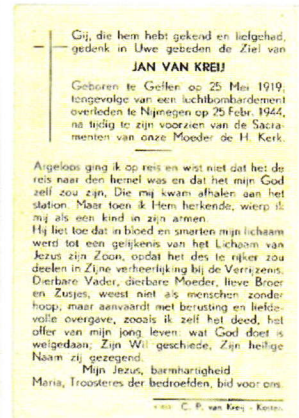 Gij, die hem hebt gekend en liefgehad,
gedenk in Uwe gebeden de Ziel van
JAN VAN KREIJ
Geboren te Geffen op 25 Mei 1919,
tengevolge van een luchtbombardement
overleden te Nijmegen op 25 Febr. 1944,
na tijdig te zijn voorzien van de Sacra-
menten van onze Moeder de H. Kerk.
Argeloos ging ik op reis en wist niet dat het de
reis naar den hemel was en dat het mijn God
zelf zou zijn, Die mij kwam afhalen aan het
station. Maar toen ik Hem herkende, wierp ik
mij als een kind in zijn armen.
Hij liet toe dat in bloed en smarten mijn lichaam
werd tot een gelijkenis van het Lichaam van
Jezus zijn Zoon, opdat het des te rijker zou
deelen in Zijne verheerlijking bij de Verrijzenis.
Dierbare Vader, dierbare Moeder, lieve Broer
en Zusjes, weest niet als menschen zonder
hoop, maar aanvaardt met berusting en liefde-
volle overgave, zooals ik zelf het deed, het
offer van mijn jong leven: wat God doet is
welgedaan; Zijn Wil geschiede, Zijn heilige
Naam zij gezegend.
Mijn Jezus, barmhartigheid
Maria, Troosteres der bedroefden, bid voor ons.
C. P. van Kreij - Kosten